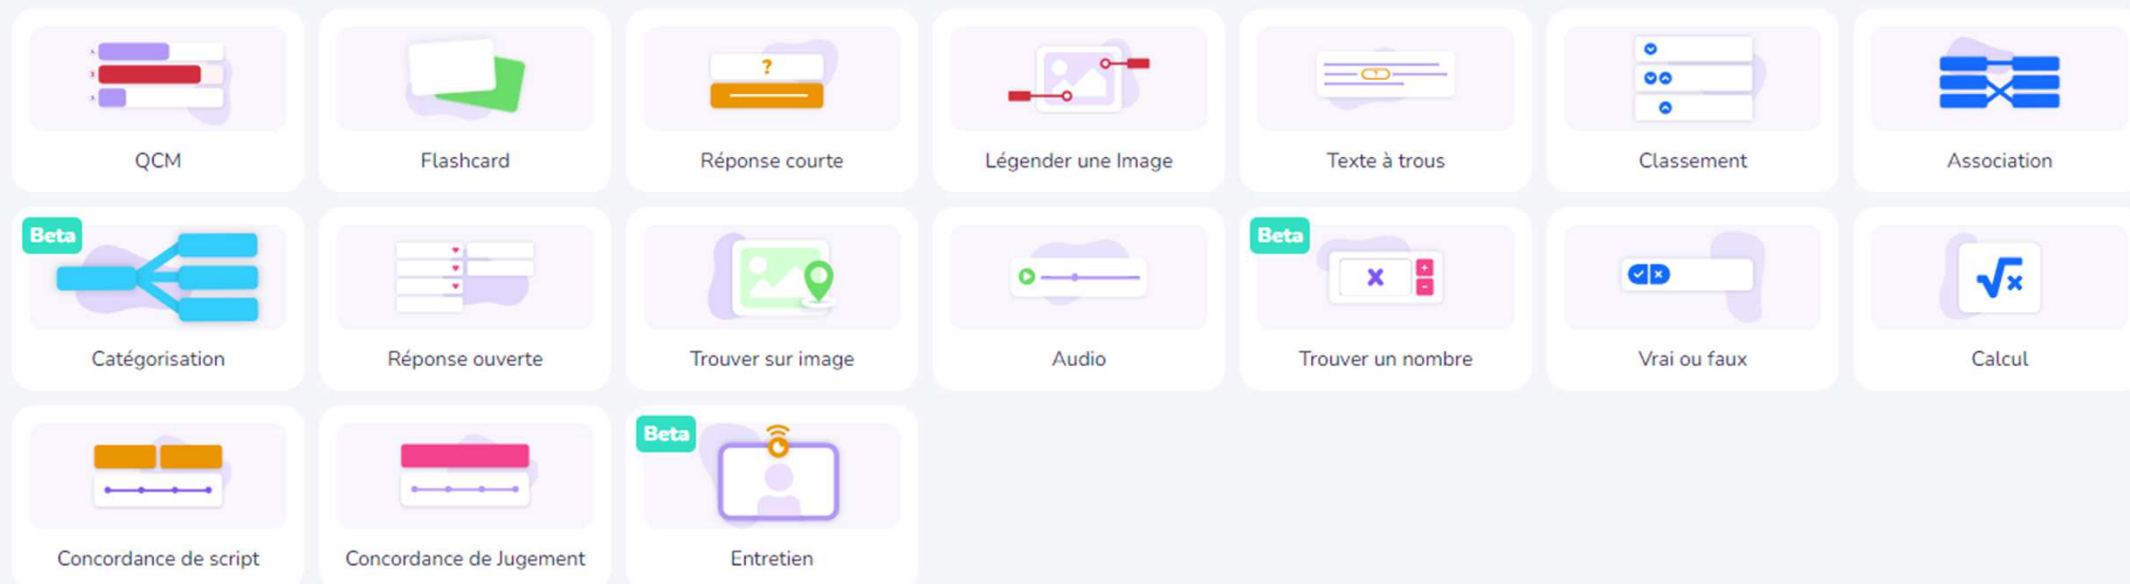 QCM
Flashcard
Réponse courte
Légender une Image
Texte à trous
Classement
Association
Beta
Catégorisation
Réponse ouverte
Trouver sur image
Audio
Beta
Trouver un nombre
Vrai ou faux
Calcul
Concordance de script
Concordance de Jugement
Beta
Entretien